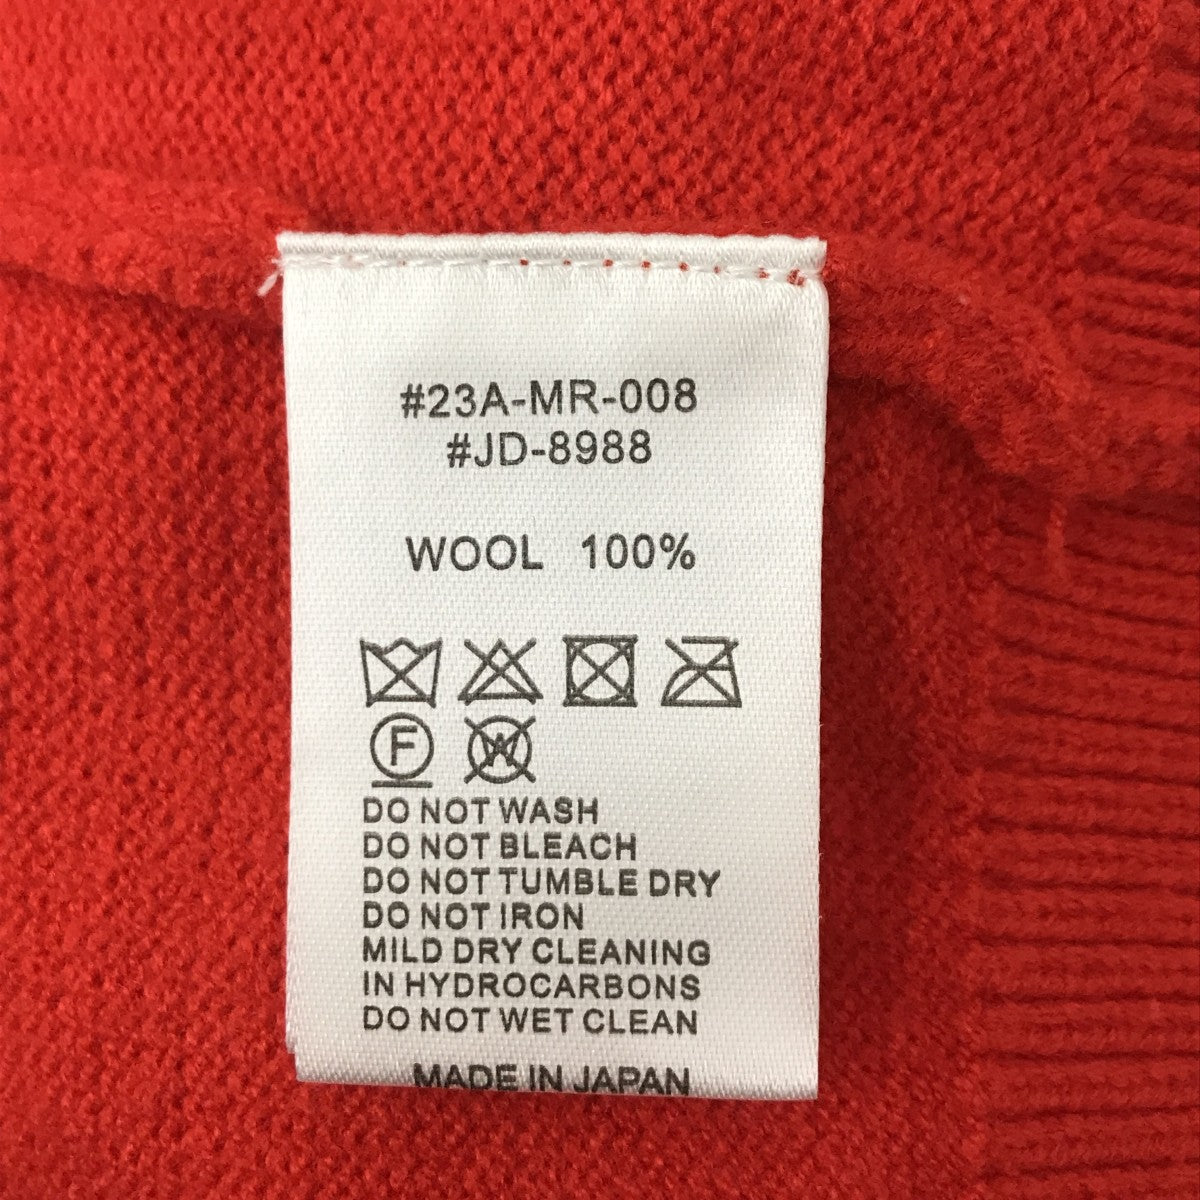 #23A-MR-008
#JD-8988
WOOL 100%
F W
DO NOT WASH
DO NOT BLEACH
DO NOT TUMBLE DRY
DO NOT IRON
MILD DRY CLEANING
IN HYDROCARBONS
DO NOT WET CLEAN
MADE IN JAPAN